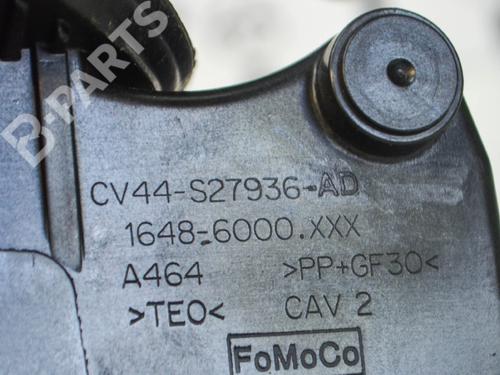 B-PARTS
CV44-S27936-AD
1648-6000.XXX
A464 >PP+GF30<
>TEO< CAV 2
FoMoCo